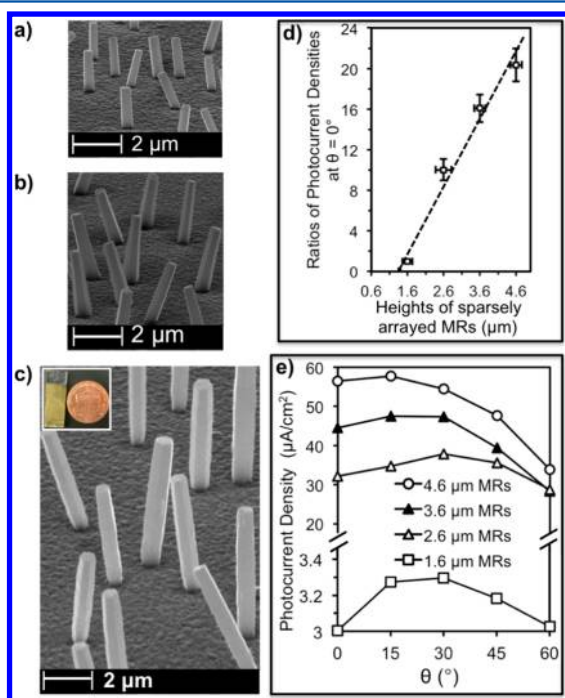 a)
2 µm
b)
2 µm
c)
2 µm
d)
Ratios of Photocurrent Densities
at θ = 0°
24
20
16
12
8
4
0
0.6 1.6 2.6 3.6 4.6
Heights of sparsely
arrayed MRs (µm)
e)
Photocurrent Density (µA/cm²)
60
50
40
30
20
3.4
3.2
3
4.6 µm MRs
3.6 µm MRs
2.6 µm MRs
1.6 µm MRs
0 15 30 45 60
θ (°)